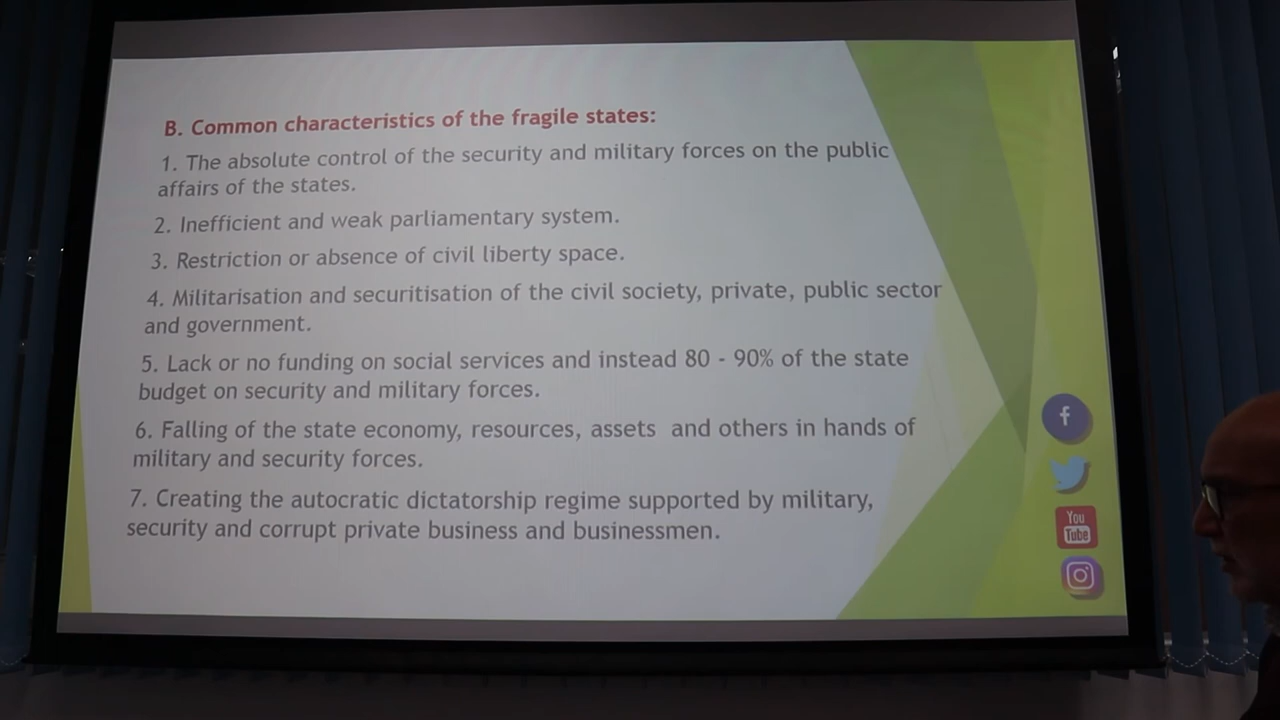 B. Common characteristics of the fragile states:
1. The absolute control of the security and military forces on the public
affairs of the states.
2. Inefficient and weak parliamentary system.
3. Restriction or absence of civil liberty space.
4. Militarisation and securitisation of the civil society, private, public sector
and government.
5. Lack or no funding on social services and instead 80 - 90% of the state
budget on security and military forces.
6. Falling of the state economy, resources, assets and others in hands of
military and security forces.
7. Creating the autocratic dictatorship regime supported by military,
security and corrupt private business and businessmen.
f
You
Tube